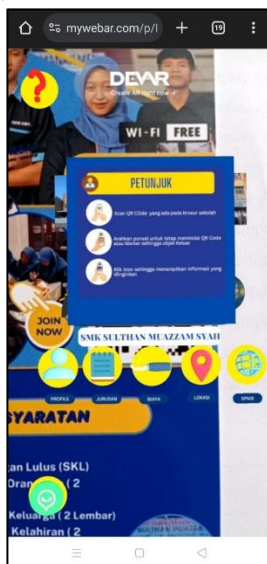 mywebar.com/p/l
19
DEVAR
Create AR right now
WI-FI FREE
PETUNJUK
Scan QR COde yang ada pada brosur sekolah
Arahkan ponsel untuk tetap memindai QR Code
atau Marker sehingga objek Keluar
Klik icon sehingga menampilkan informasi yang
diinginkan
JOIN
NOW
SMK SULTHAN MUAZZAM SYAH
PROFILE
JURUSAN
BIAYA
LOKASI
SPMB
SYARATAN
an Lulus (SKL)
Oran
( 2
Keluarga ( 2 Lembar)
Kelahiran ( 2